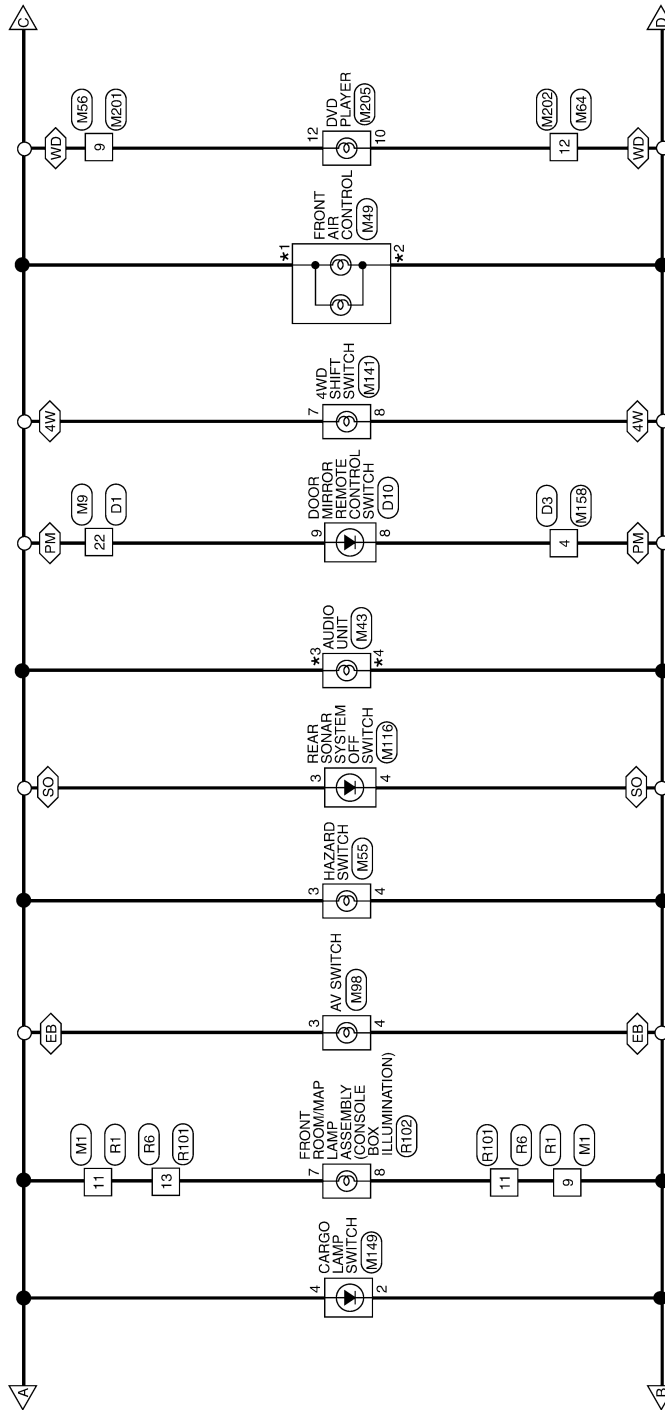 A
4
CARGO
LAMP
SWITCH
M149
2
11
M1
R1
13
R6
R101
7
FRONT
ROOM/MAP
LAMP
ASSEMBLY
(CONSOLE
BOX
ILLUMINATION)
R102
8
11
R101
R6
9
R1
M1
EB
3
AV SWITCH
M98
4
EB
3
HAZARD
SWITCH
M55
4
SO
3
REAR
SONAR
SYSTEM
OFF
SWITCH
M116
4
SO
*3
AUDIO
UNIT
M43
*4
PM
22
M9
D1
9
DOOR
MIRROR
REMOTE
CONTROL
SWITCH
D10
8
4
D3
M158
PM
4W
7
4WD
SHIFT
SWITCH
M141
8
4W
*1
FRONT
AIR
CONTROL
M49
*2
WD
9
M56
M201
12
DVD
PLAYER
M205
10
12
M202
M64
WD
C
B
D